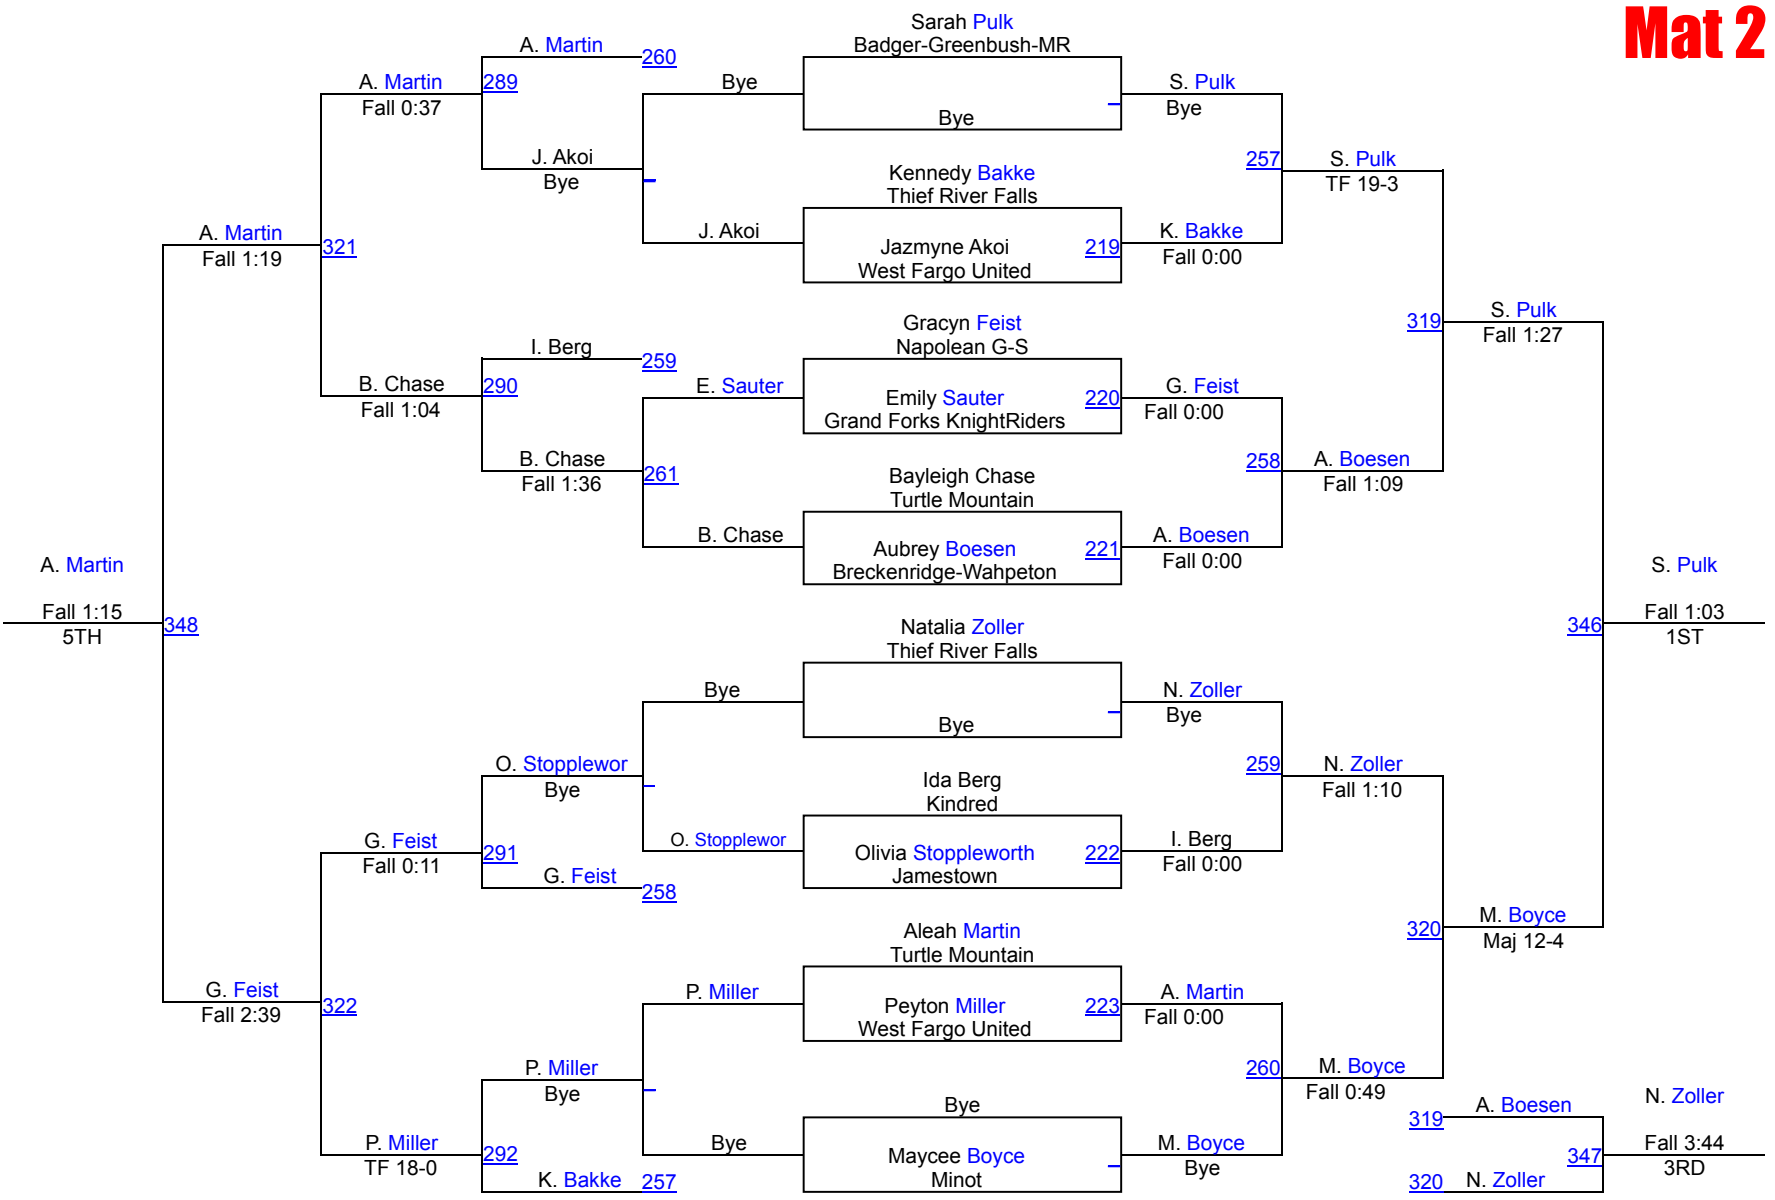 Mat 2
Sarah Pulk
Badger-Greenbush-MR
A. Martin
260
A. Martin
289
Bye
S. Pulk
Fall 0:37
Bye
Bye
J. Akoi
Bye
257
S. Pulk
TF 19-3
Kennedy Bakke
Thief River Falls
A. Martin
Fall 1:19
321
J. Akoi
Jazmyne Akoi
West Fargo United
219
K. Bakke
Fall 0:00
Gracyn Feist
Napolean G-S
319
S. Pulk
Fall 1:27
I. Berg
259
B. Chase
Fall 1:04
290
E. Sauter
Emily Sauter
Grand Forks KnightRiders
220
G. Feist
Fall 0:00
B. Chase
Fall 1:36
261
258
A. Boesen
Fall 1:09
Bayleigh Chase
Turtle Mountain
B. Chase
Aubrey Boesen
Breckenridge-Wahpeton
221
A. Boesen
Fall 0:00
A. Martin
Fall 1:15
5TH
348
S. Pulk
346
Fall 1:03
1ST
Natalia Zoller
Thief River Falls
Bye
Bye
N. Zoller
Bye
O. Stopplewor
Bye
259
N. Zoller
Fall 1:10
Ida Berg
Kindred
G. Feist
Fall 0:11
291
O. Stopplewor
Olivia Stoppleworth
Jamestown
222
I. Berg
Fall 0:00
G. Feist
258
Aleah Martin
Turtle Mountain
320
M. Boyce
Maj 12-4
G. Feist
Fall 2:39
322
P. Miller
Peyton Miller
West Fargo United
223
A. Martin
Fall 0:00
P. Miller
Bye
260
M. Boyce
Fall 0:49
Bye
319
A. Boesen
N. Zoller
P. Miller
TF 18-0
292
Bye
Maycee Boyce
Minot
M. Boyce
Bye
347
Fall 3:44
3RD
K. Bakke
257
320
N. Zoller